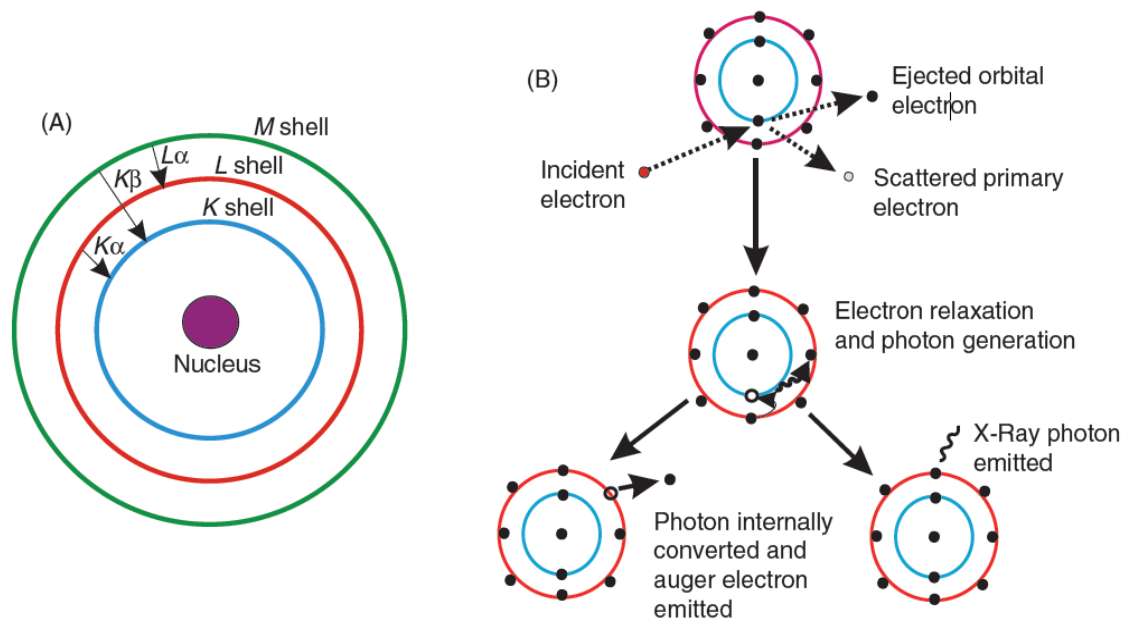 (A)
M shell
Lα
L shell
Kβ
K shell
Kα
Nucleus
(B)
Ejected orbital
electron
Incident
electron
Scattered primary
electron
Electron relaxation
and photon generation
X-Ray photon
emitted
Photon internally
converted and
auger electron
emitted